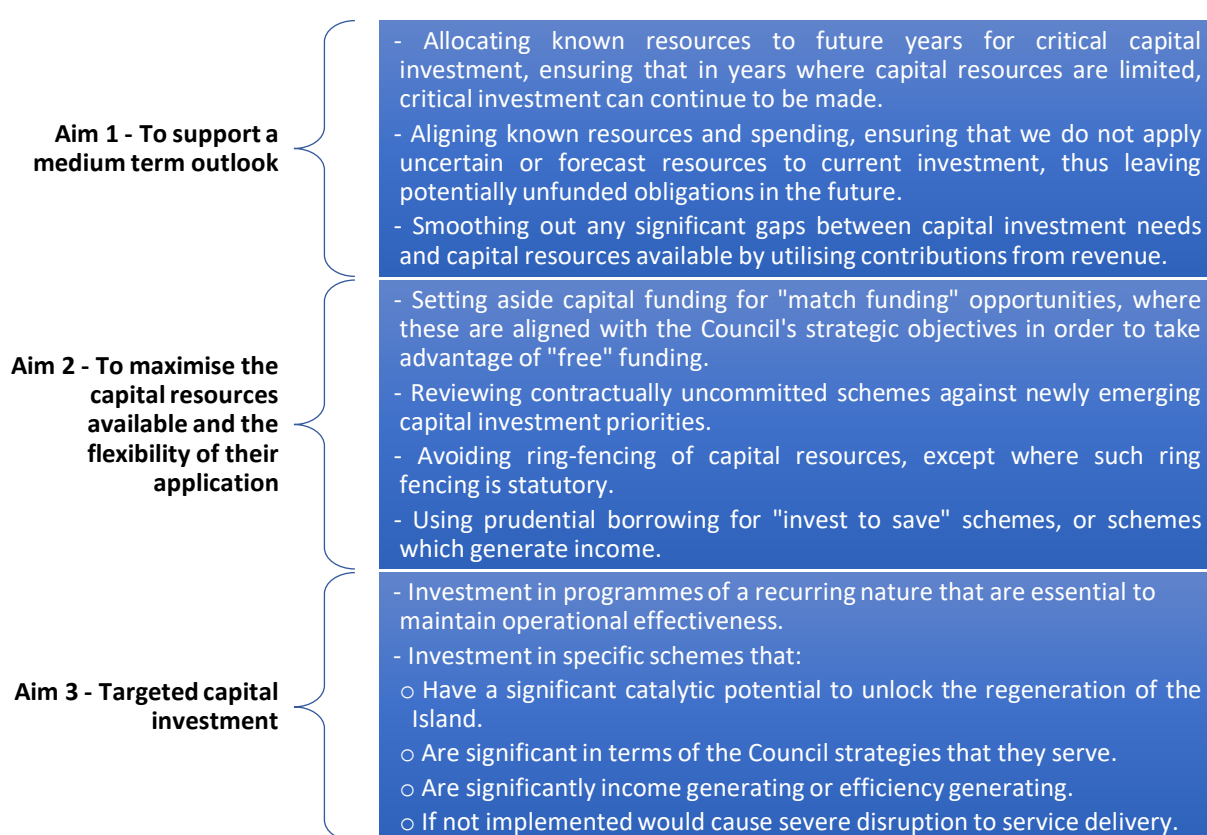 Aim 1 - To support a
medium term outlook
- Allocating known resources to future years for critical capital
investment, ensuring that in years where capital resources are limited,
critical investment can continue to be made.
- Aligning known resources and spending, ensuring that we do not apply
uncertain or forecast resources to current investment, thus leaving
potentially unfunded obligations in the future.
- Smoothing out any significant gaps between capital investment needs
and capital resources available by utilising contributions from revenue.
Aim 2 - To maximise the
capital resources
available and the
flexibility of their
application
- Setting aside capital funding for "match funding" opportunities, where
these are aligned with the Council's strategic objectives in order to take
advantage of "free" funding.
- Reviewing contractually uncommitted schemes against newly emerging
capital investment priorities.
- Avoiding ring-fencing of capital resources, except where such ring
fencing is statutory.
- Using prudential borrowing for "invest to save" schemes, or schemes
which generate income.
Aim 3 - Targeted capital
investment
- Investment in programmes of a recurring nature that are essential to
maintain operational effectiveness.
- Investment in specific schemes that:
o Have a significant catalytic potential to unlock the regeneration of the
Island.
o Are significant in terms of the Council strategies that they serve.
o Are significantly income generating or efficiency generating.
o If not implemented would cause severe disruption to service delivery.